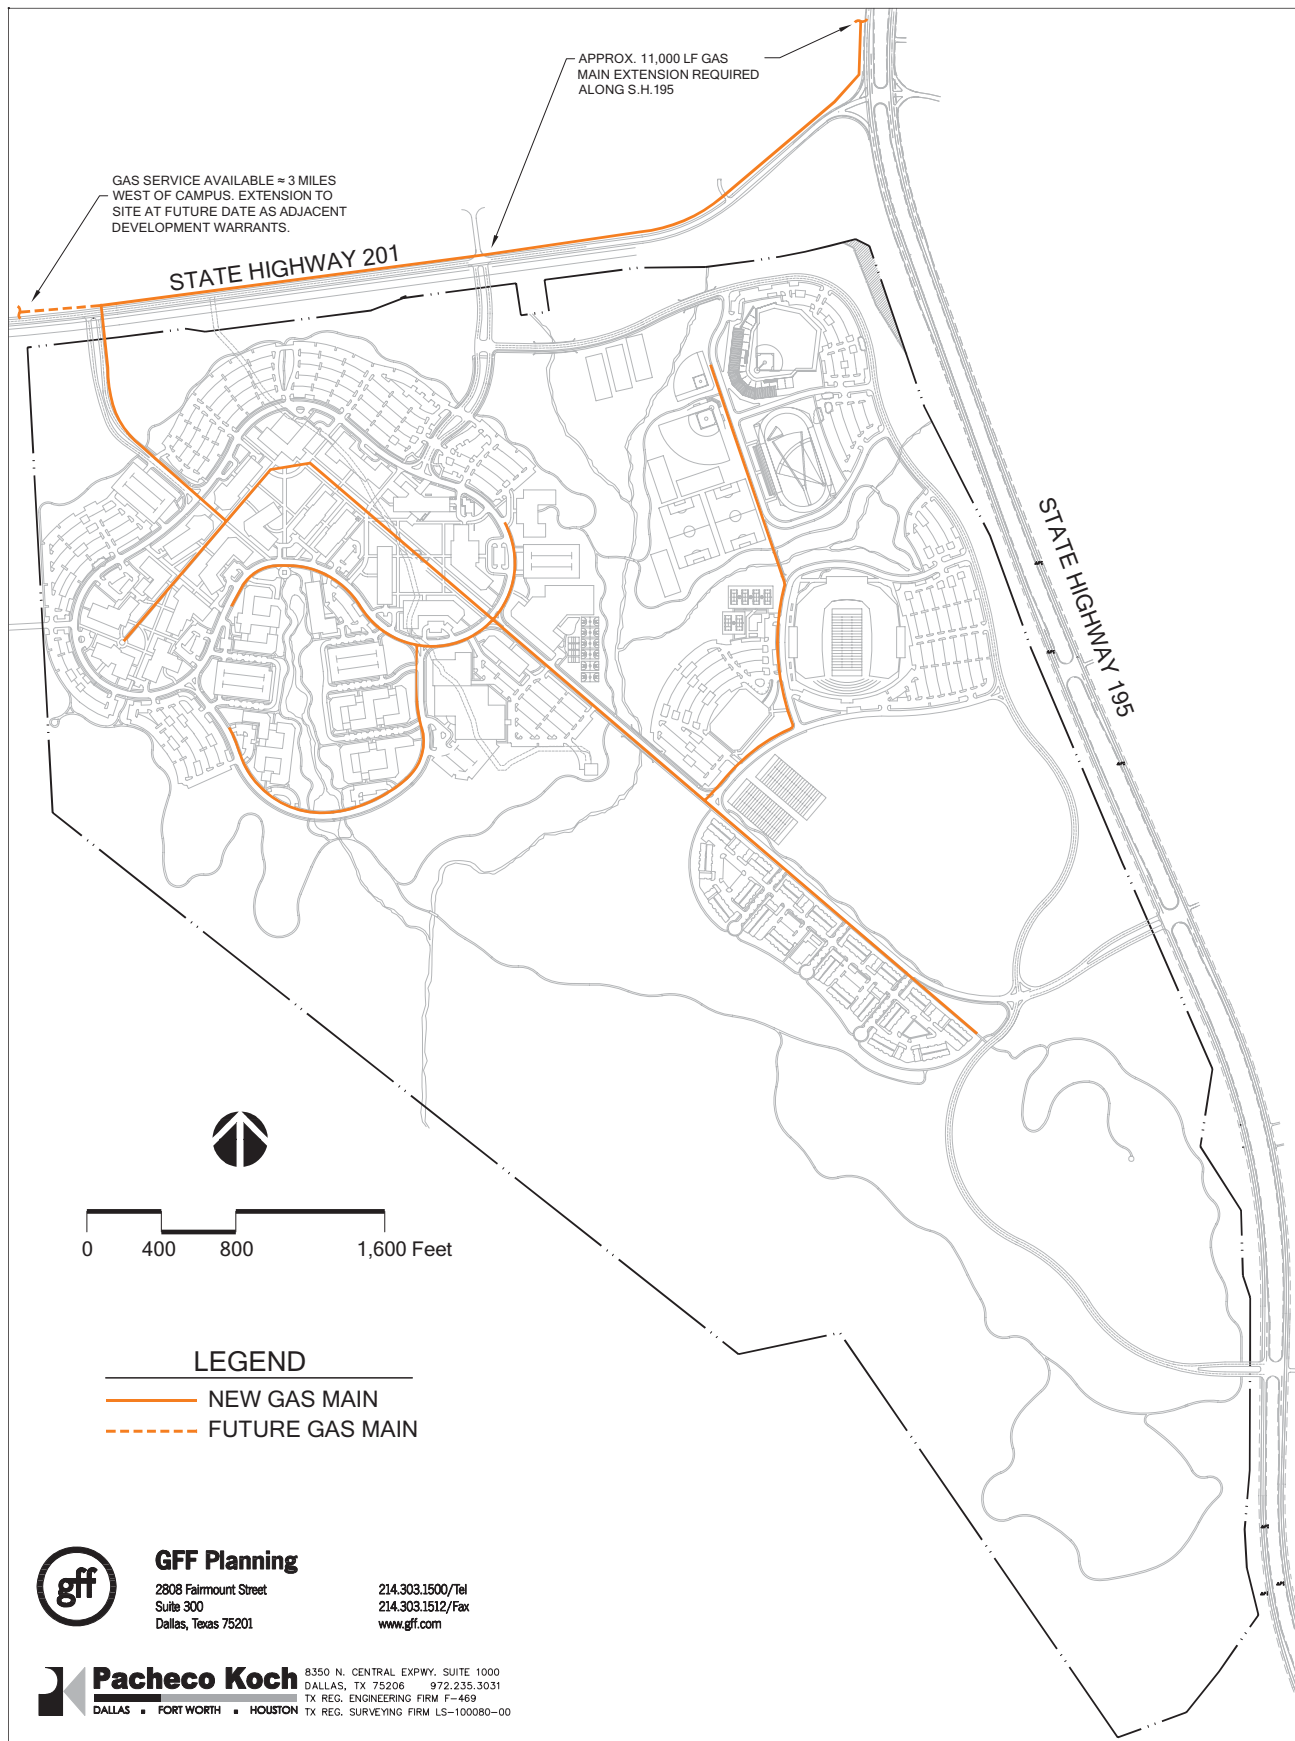 APPROX. 11,000 LF GAS
MAIN EXTENSION REQUIRED
ALONG S.H.195
GAS SERVICE AVAILABLE ≈ 3 MILES
WEST OF CAMPUS. EXTENSION TO
SITE AT FUTURE DATE AS ADJACENT
DEVELOPMENT WARRANTS.
STATE HIGHWAY 201
STATE HIGHWAY 195
0 400 800 1,600 Feet
LEGEND
NEW GAS MAIN
FUTURE GAS MAIN
gff
GFF Planning
2808 Fairmount Street
Suite 300
Dallas, Texas 75201
214.303.1500/Tel
214.303.1512/Fax
www.gff.com
Pacheco Koch
DALLAS ■ FORT WORTH ■ HOUSTON
8350 N. CENTRAL EXPWY. SUITE 1000
DALLAS, TX 75206 972.235.3031
TX REG. ENGINEERING FIRM F-469
TX REG. SURVEYING FIRM LS-100080-00